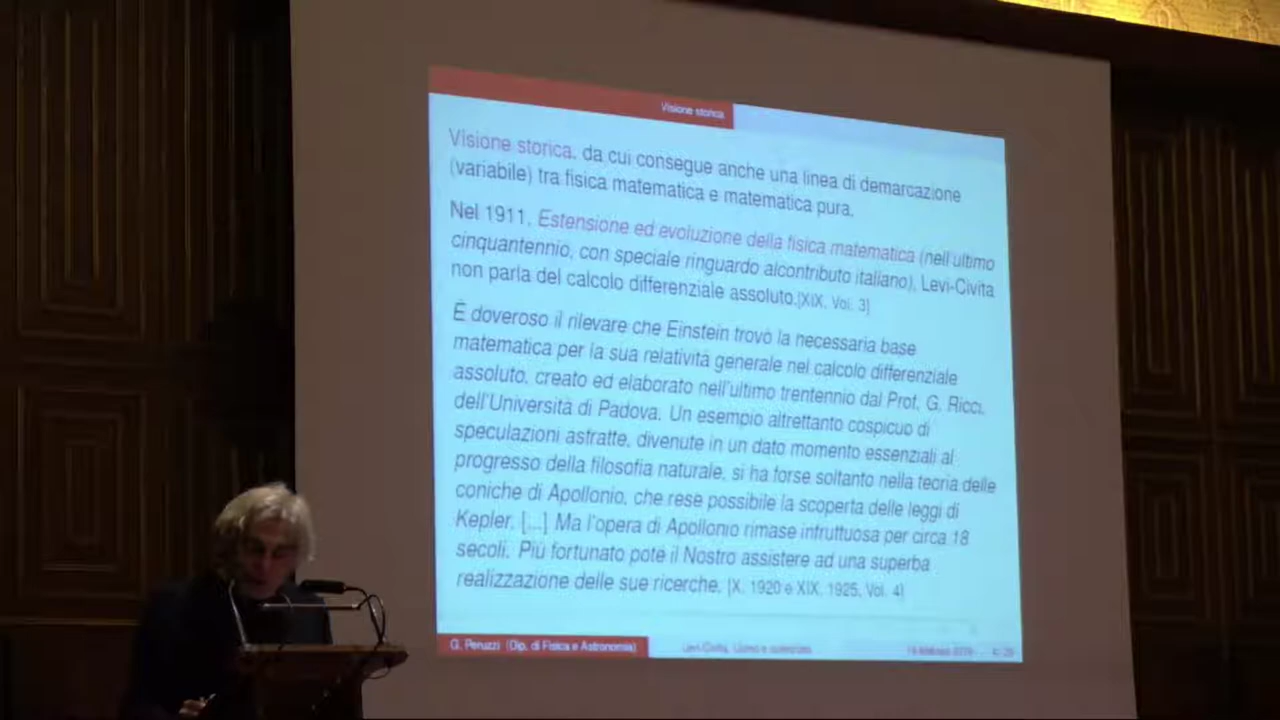 Visione storica
Visione storica, da cui consegue anche una linea di demarcazione
(variabile) tra fisica matematica e matematica pura.
Nel 1911, Estensione ed evoluzione della fisica matematica (nell'ultimo
cinquantennio, con speciale ringuardo alcontributo italiano), Levi-Civita
non parla del calcolo differenziale assoluto.[XIX, Vol. 3]
È doveroso il rilevare che Einstein trovò la necessaria base
matematica per la sua relatività generale nel calcolo differenziale
assoluto, creato ed elaborato nell'ultimo trentennio dal Prof. G. Ricci,
dell'Università di Padova. Un esempio altrettanto cospicuo di
speculazioni astratte, divenute in un dato momento essenziali al
progresso della filosofia naturale, si ha forse soltanto nella teoria delle
coniche di Apollonio, che rese possibile la scoperta delle leggi di
Kepler. [...] Ma l'opera di Apollonio rimase infruttuosa per circa 18
secoli. Più fortunato potè il Nostro assistere ad una superba
realizzazione delle sue ricerche. [X, 1920 e XIX, 1925, Vol. 4]
G. Peruzzi (Dip. di Fisica e Astronomia)
Levi-Civita,